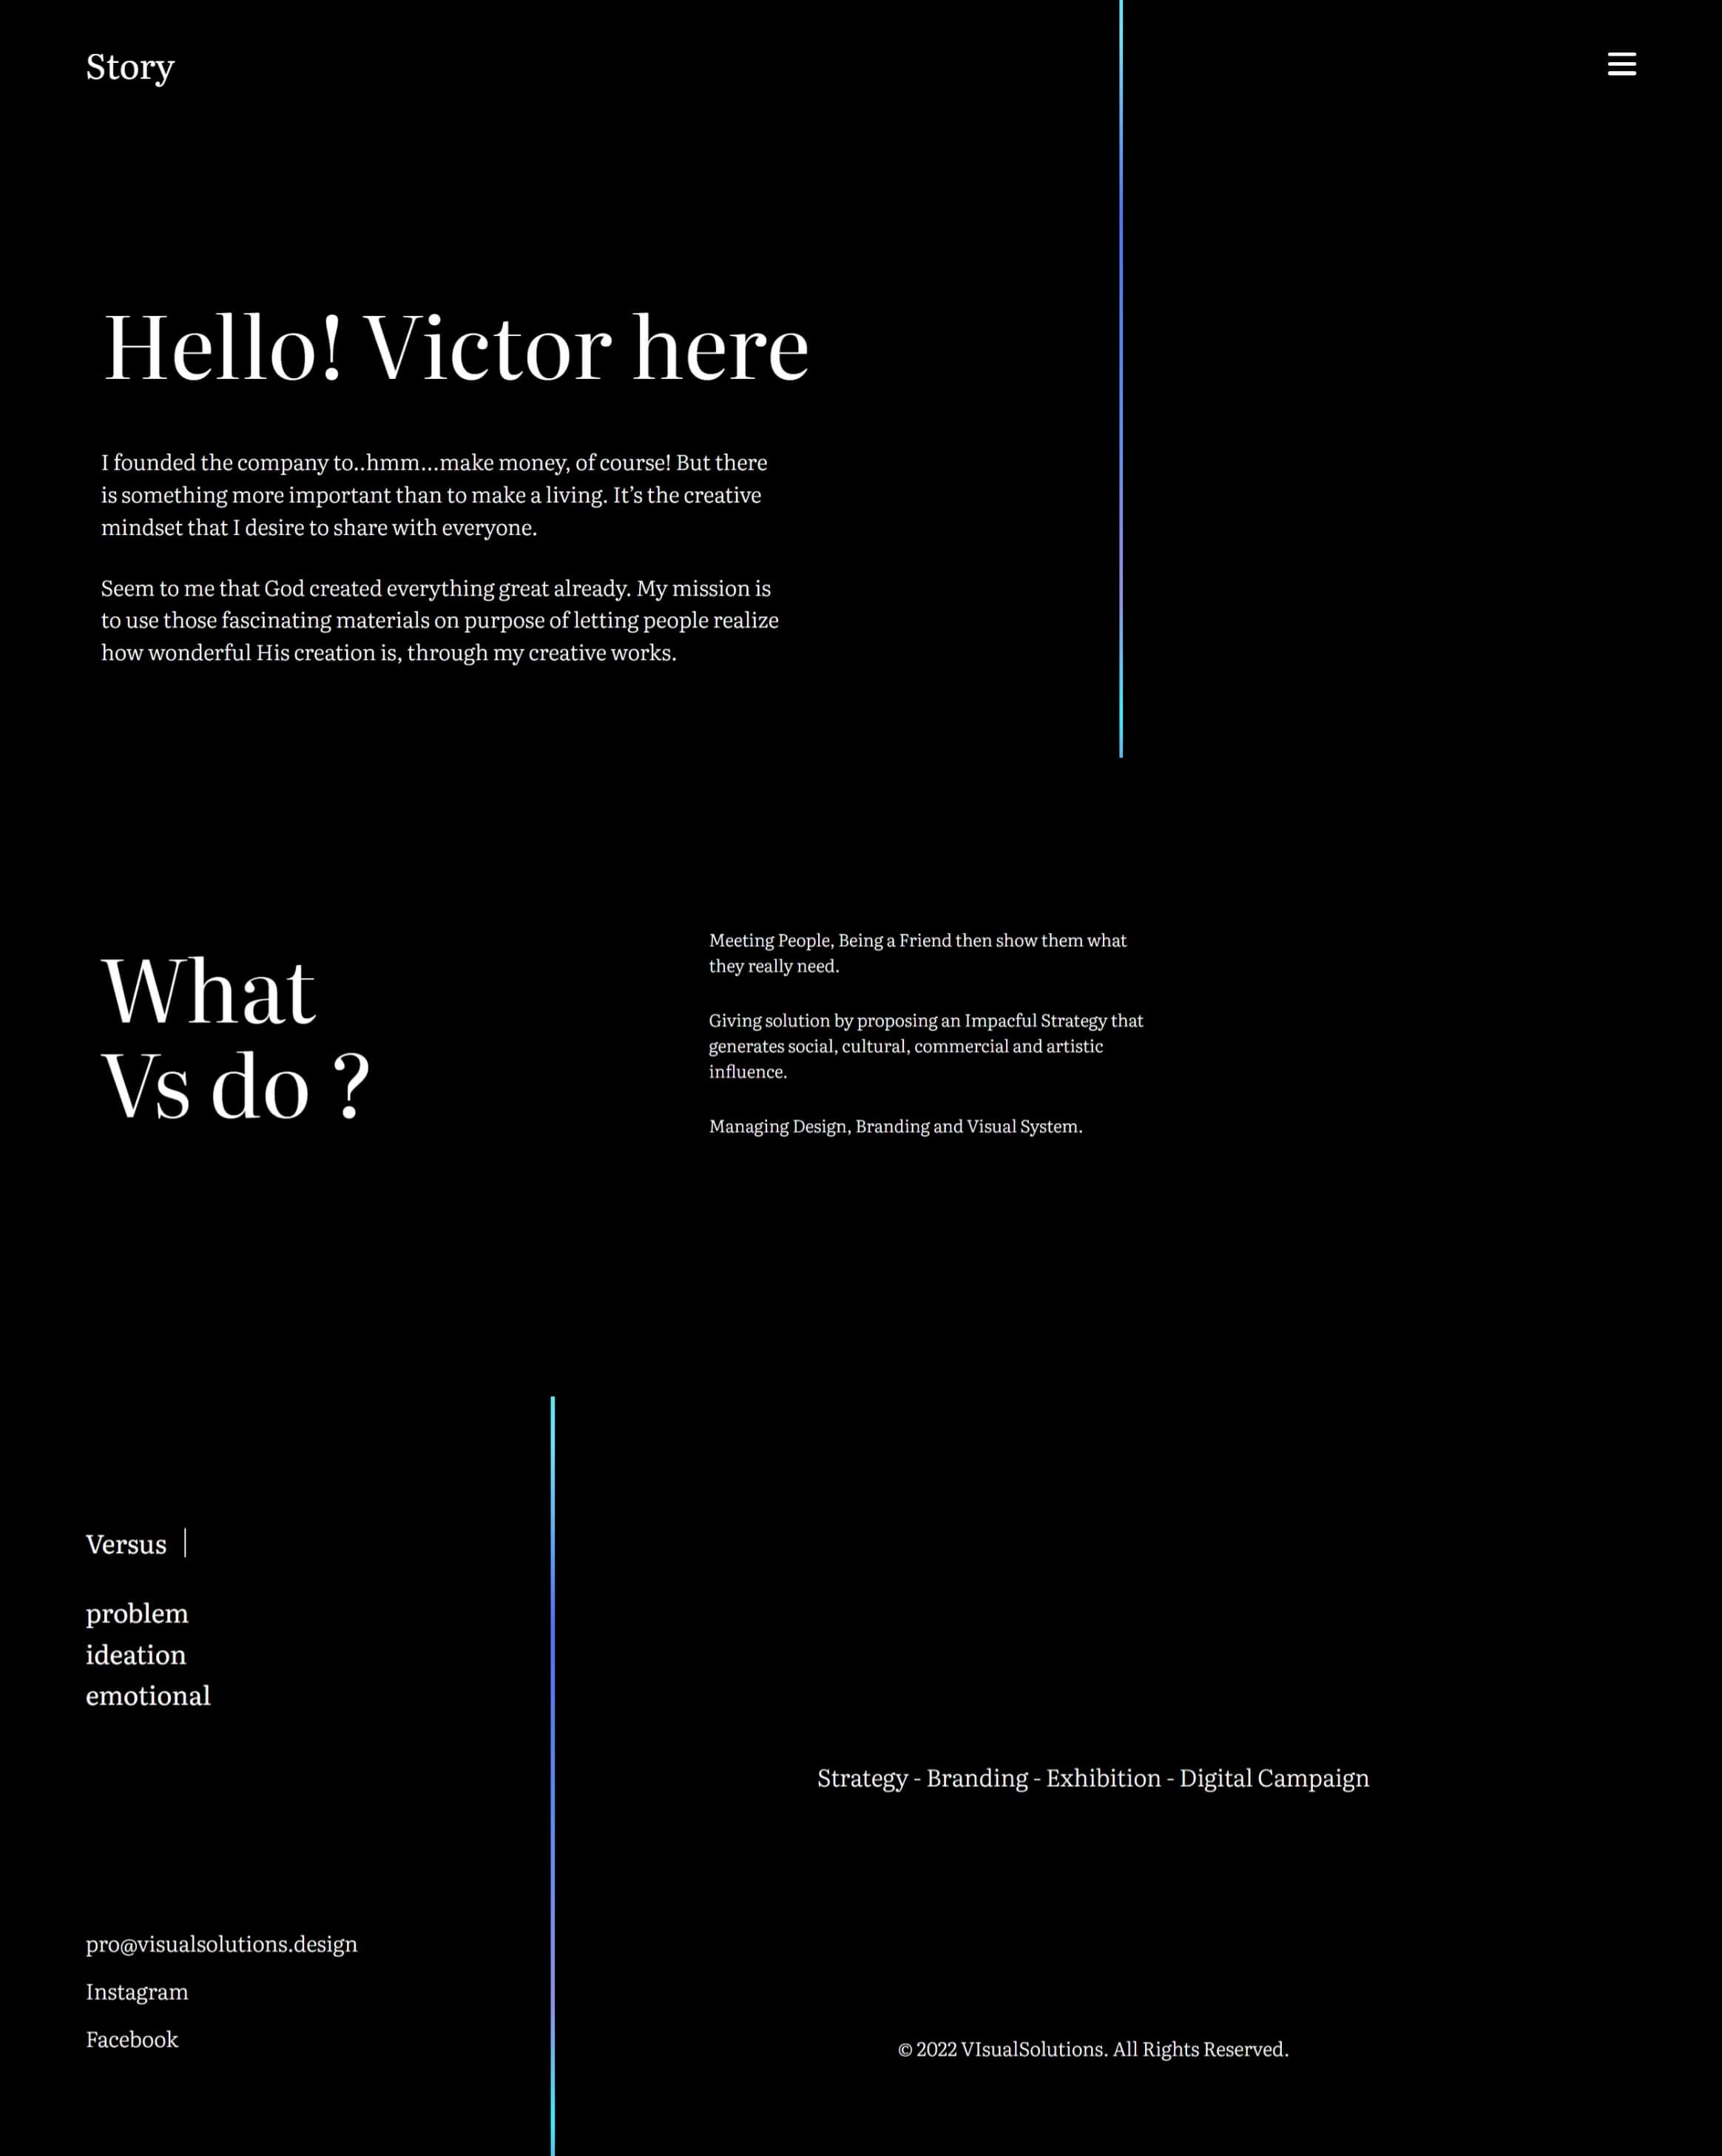 Story
Hello! Victor here
I founded the company to..hmm...make money, of course! But there
is something more important than to make a living. It’s the creative
mindset that I desire to share with everyone.
Seem to me that God created everything great already. My mission is
to use those fascinating materials on purpose of letting people realize
how wonderful His creation is, through my creative works.
What
Vs do ?
Meeting People, Being a Friend then show them what
they really need.
Giving solution by proposing an Impacful Strategy that
generates social, cultural, commercial and artistic
influence.
Managing Design, Branding and Visual System.
Versus
problem
ideation
emotional
Strategy - Branding - Exhibition - Digital Campaign
pro@visualsolutions.design
Instagram
Facebook
© 2022 VIsualSolutions. All Rights Reserved.